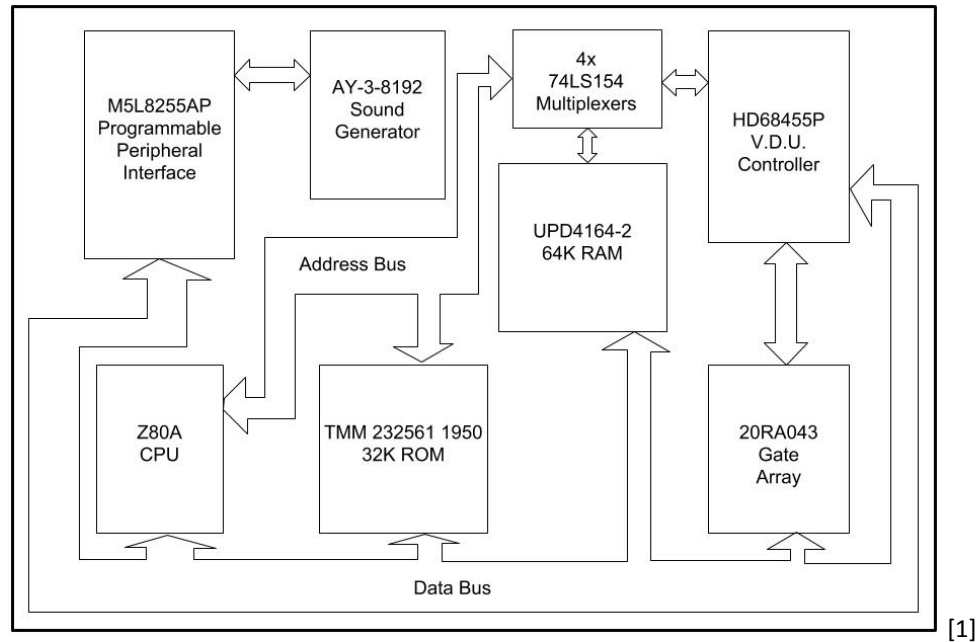 M5L8255AP
Programmable
Peripheral
Interface
AY-3-8192
Sound
Generator
4x
74LS154
Multiplexers
HD68455P
V.D.U.
Controller
UPD4164-2
64K RAM
Address Bus
Z80A
CPU
TMM 232561 1950
32K ROM
20RA043
Gate
Array
Data Bus
[1]